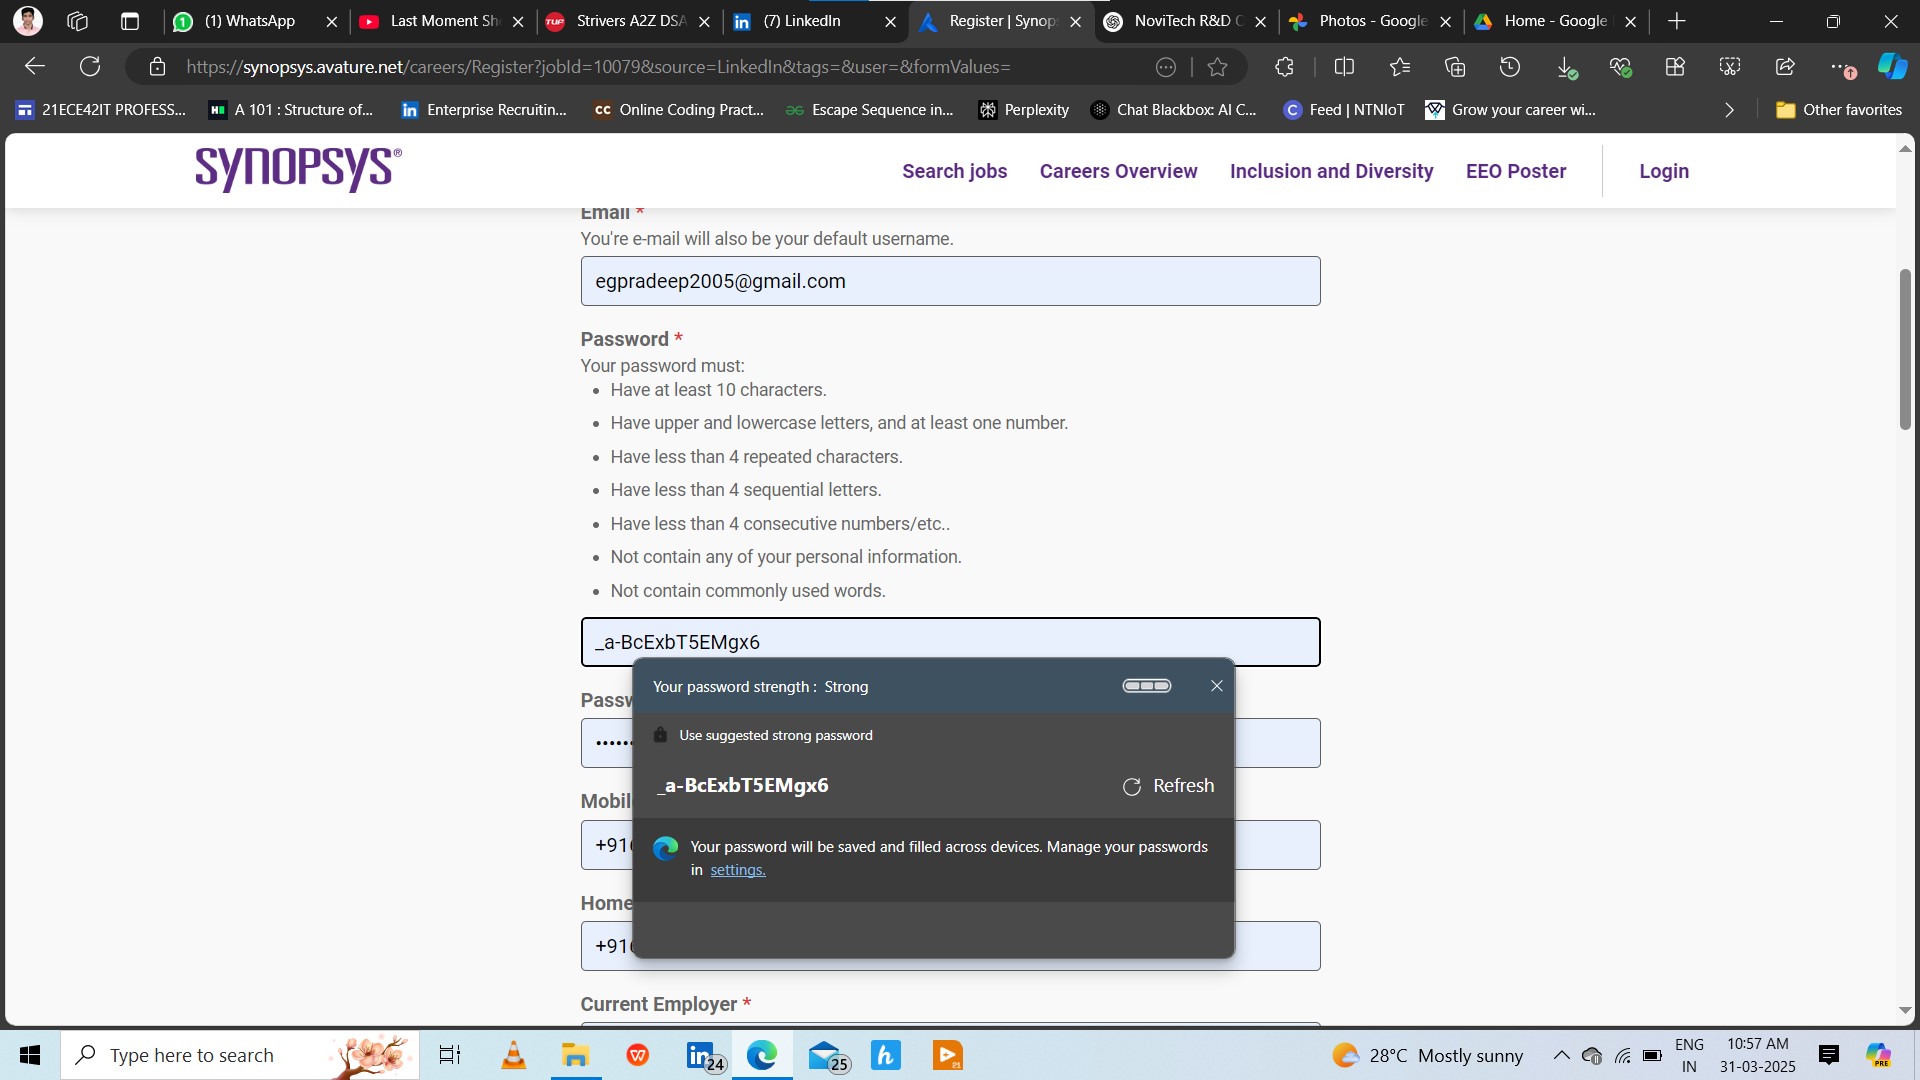 (1) WhatsApp
Last Moment Sh
TUF
Strivers A2Z DSA
(7) LinkedIn
Register | Synop
NoviTech R&D C
Photos - Google
Home - Google
https://synopsys.avature.net/careers/Register?jobId=10079&source=LinkedIn&tags=&user=&formValues=
21ECE42IT PROFESS...
A 101 : Structure of...
Enterprise Recruitin...
Online Coding Pract...
Escape Sequence in...
Perplexity
Chat Blackbox: AI C...
Feed | NTNIoT
Grow your career wi...
Other favorites
SYNOPSYS®
Search jobs
Careers Overview
Inclusion and Diversity
EEO Poster
Login
Email *
You're e-mail will also be your default username.
egpradeep2005@gmail.com
Password *
Your password must:
• Have at least 10 characters.
• Have upper and lowercase letters, and at least one number.
• Have less than 4 repeated characters.
• Have less than 4 sequential letters.
• Have less than 4 consecutive numbers/etc..
• Not contain any of your personal information.
• Not contain commonly used words.
_a-BcExbT5EMgx6
Your password strength : Strong
Passw
Use suggested strong password
_a-BcExbT5EMgx6
Refresh
Mobil
+91
Your password will be saved and filled across devices. Manage your passwords
in settings.
Home
+91
Current Employer *
Type here to search
24
25
21
28°C Mostly sunny
ENG
IN
10:57 AM
31-03-2025
PRE